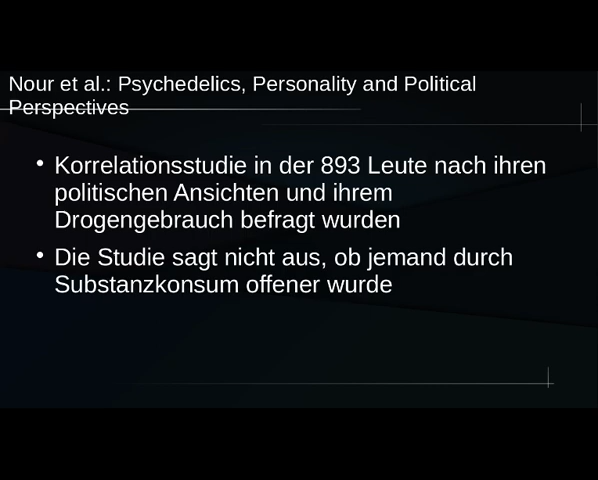 Nour et al.: Psychedelics, Personality and Political
Perspectives
• Korrelationsstudie in der 893 Leute nach ihren
politischen Ansichten und ihrem
Drogengebrauch befragt wurden
• Die Studie sagt nicht aus, ob jemand durch
Substanzkonsum offener wurde